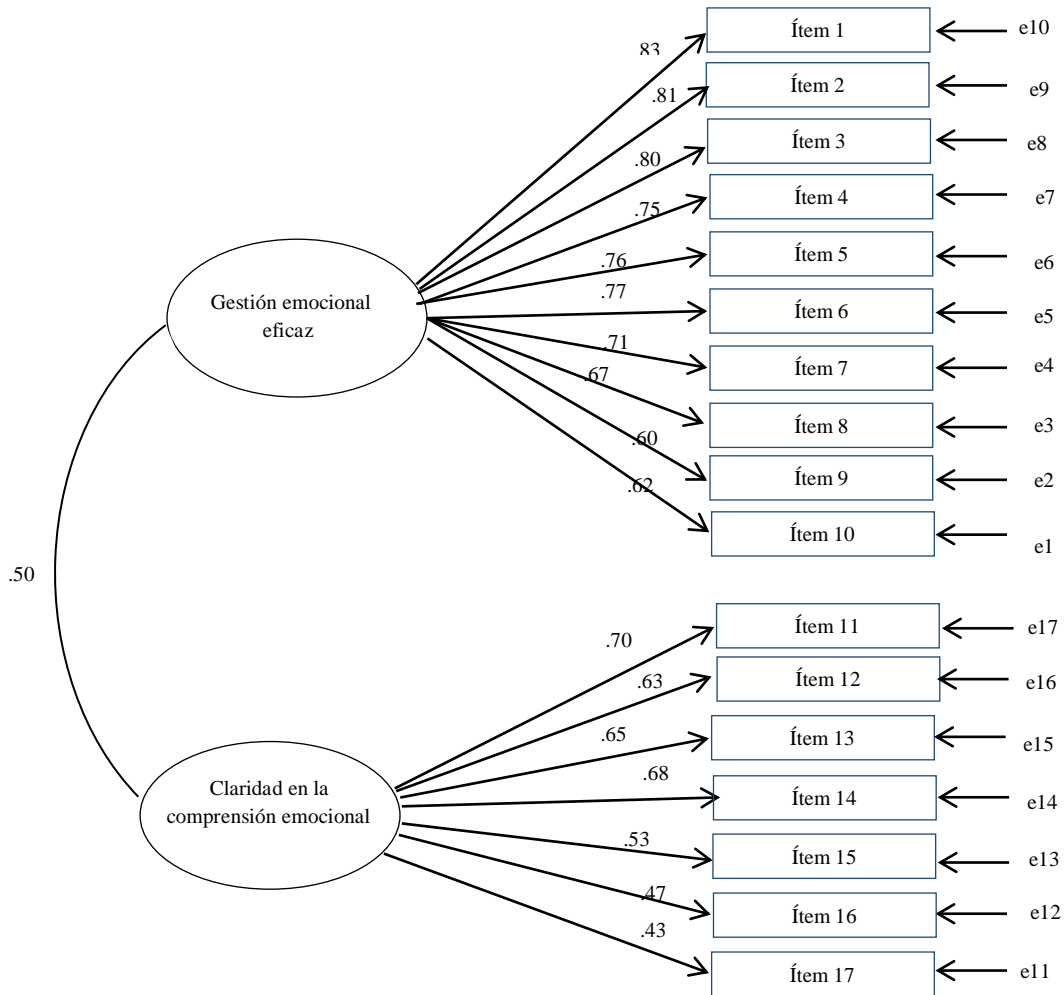 Ítem 1
e10
.83
Ítem 2
e9
.81
Ítem 3
e8
.80
Ítem 4
e7
.75
Ítem 5
e6
.76
Gestión emocional
eficaz
Ítem 6
e5
.77
Ítem 7
e4
.71
Ítem 8
e3
.67
Ítem 9
e2
.60
Ítem 10
e1
.62
.50
Ítem 11
e17
.70
Ítem 12
e16
.63
Ítem 13
e15
.65
Claridad en la
comprensión emocional
Ítem 14
e14
.68
Ítem 15
e13
.53
Ítem 16
e12
.47
Ítem 17
e11
.43